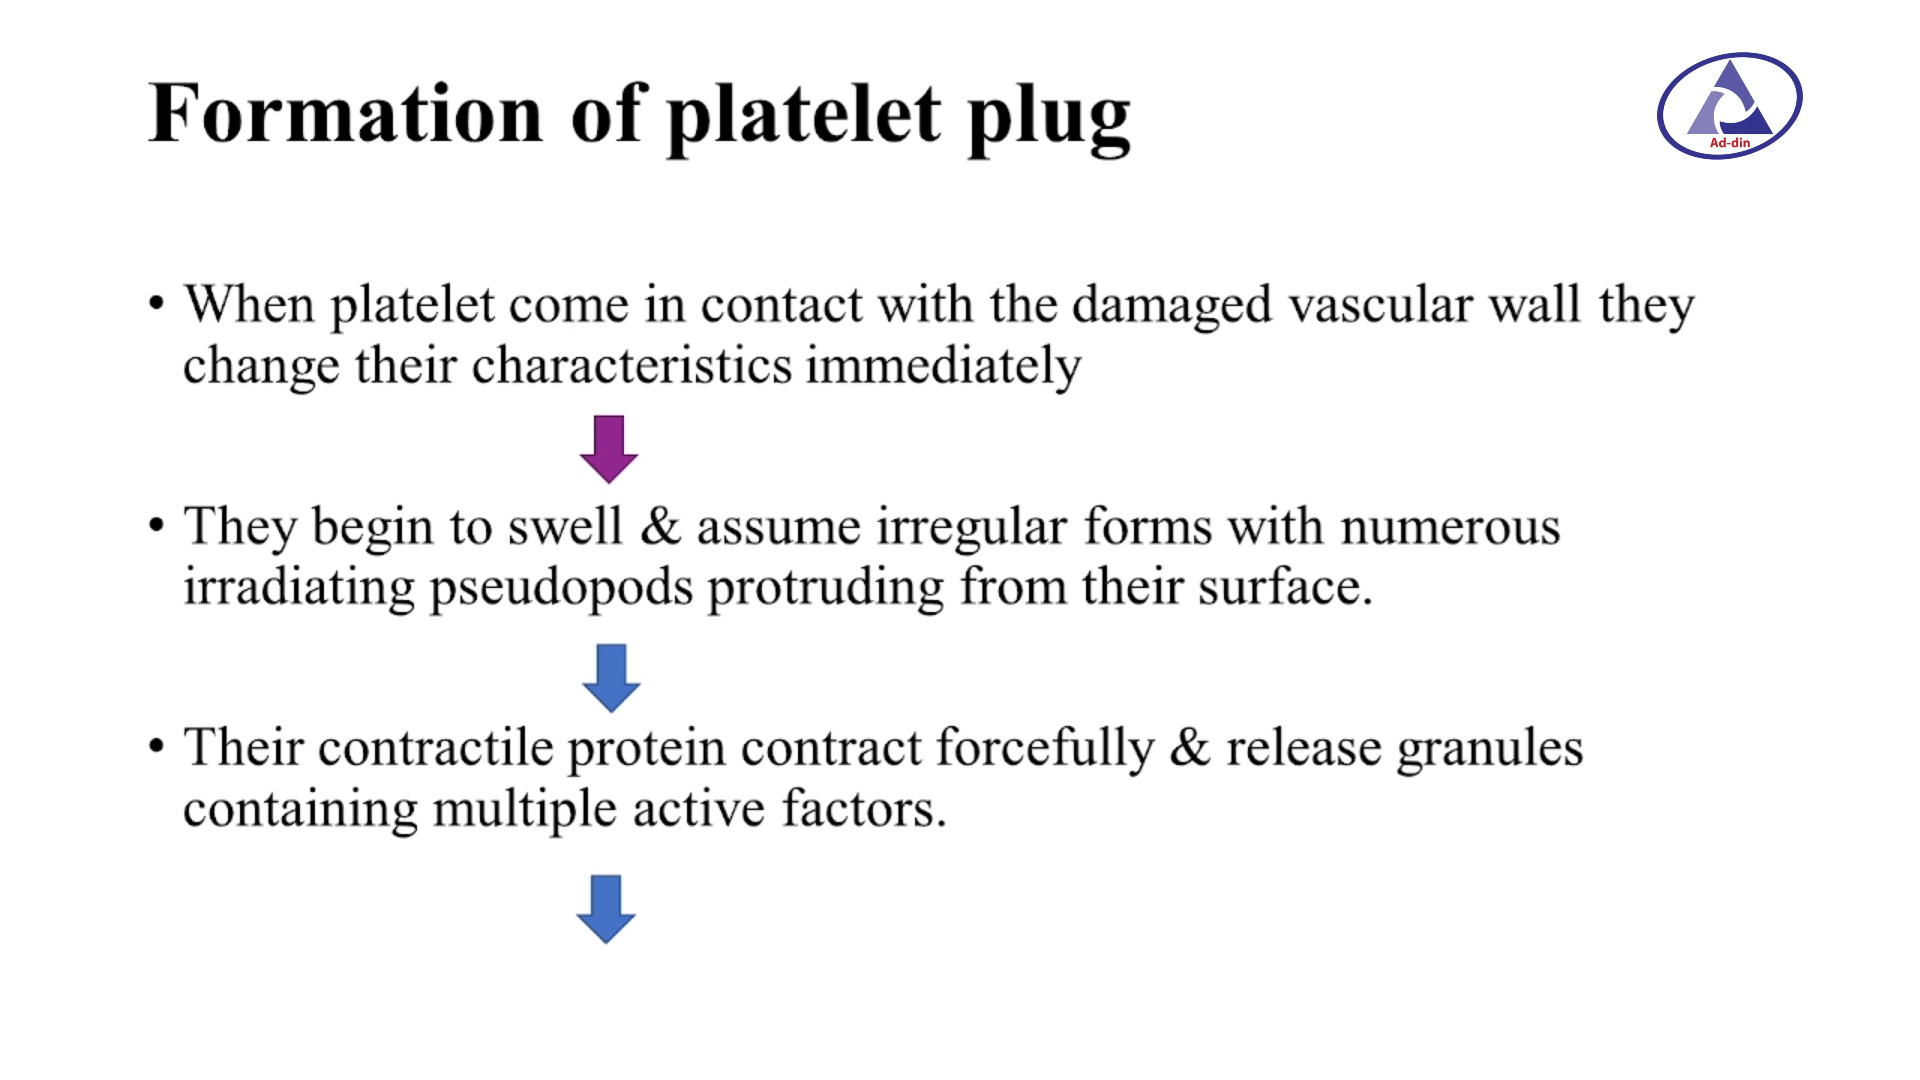 Formation of platelet plug
Ad-din
• When platelet come in contact with the damaged vascular wall they
change their characteristics immediately
• They begin to swell & assume irregular forms with numerous
irradiating pseudopods protruding from their surface.
• Their contractile protein contract forcefully & release granules
containing multiple active factors.